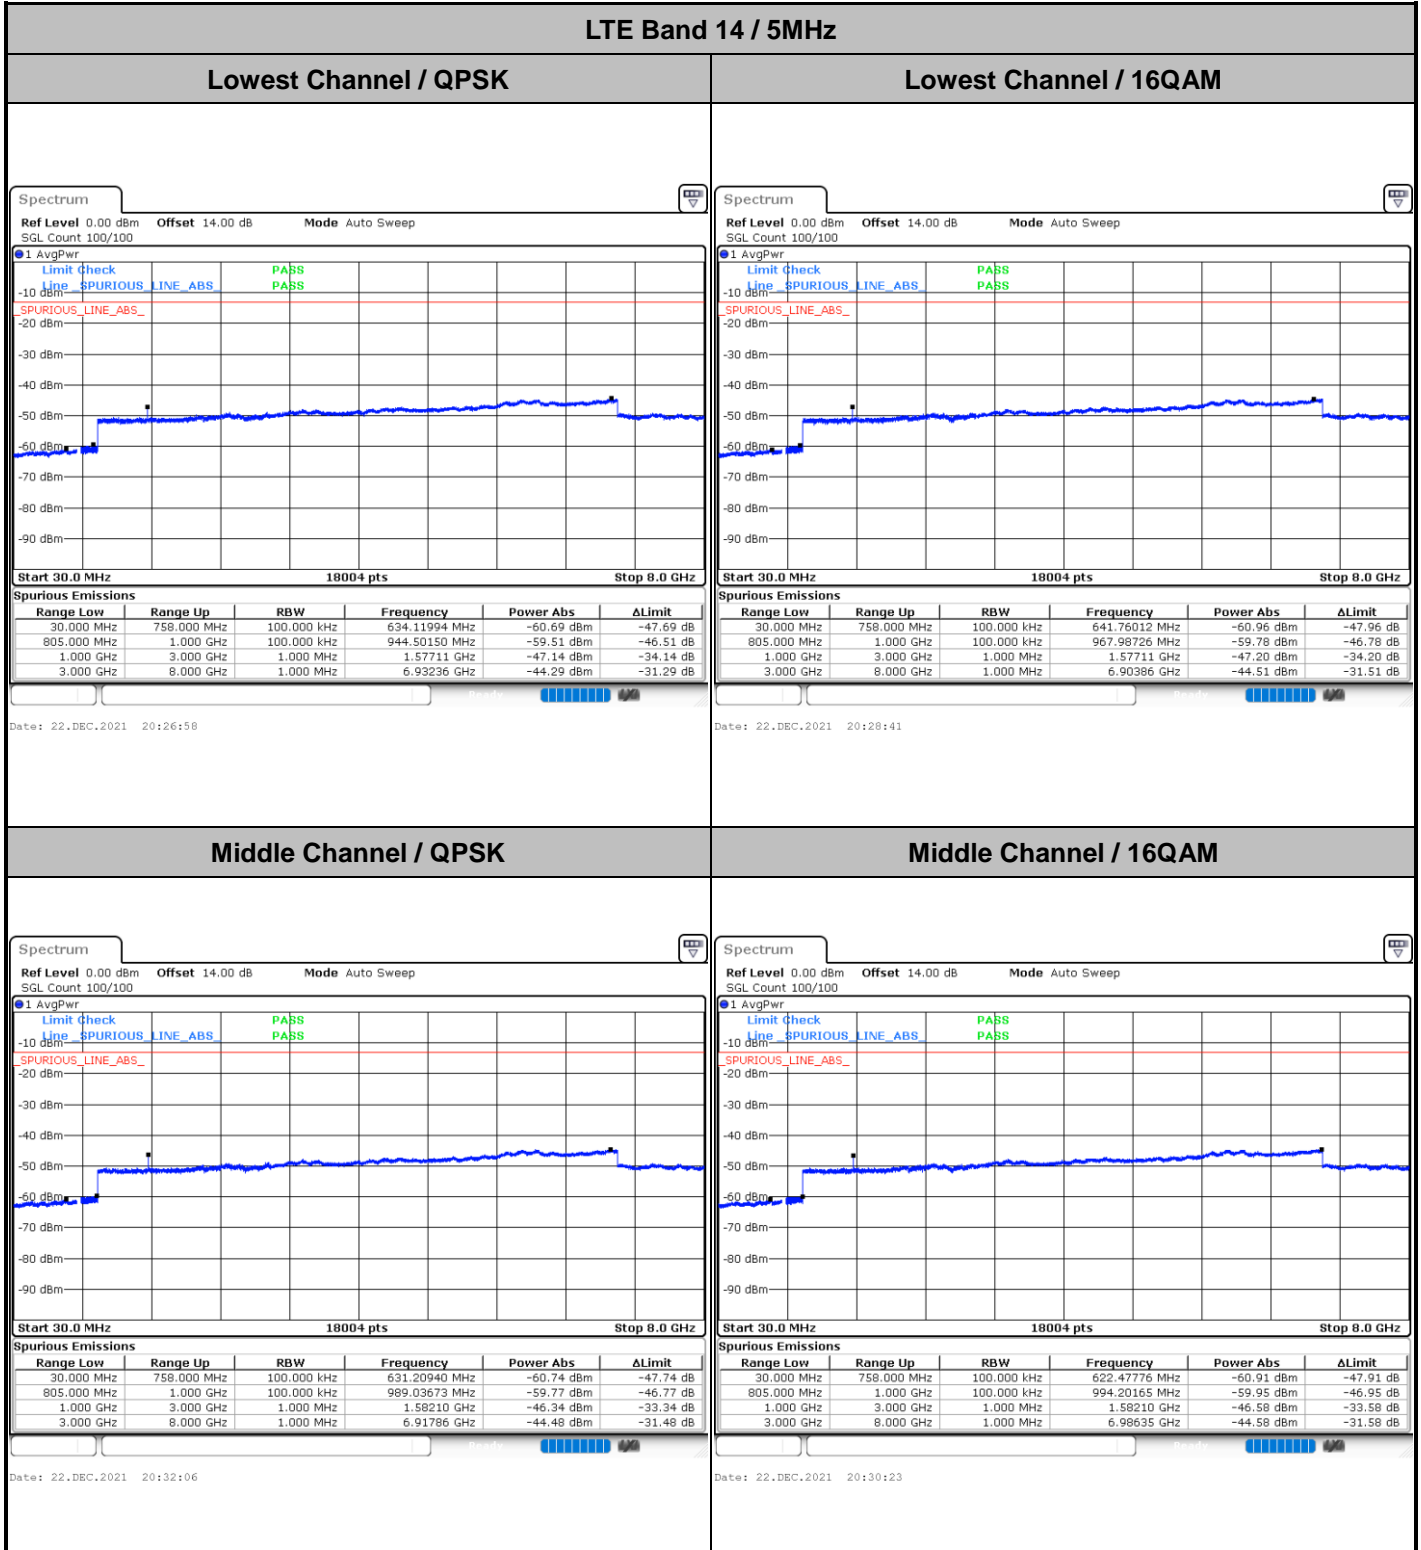 LTE Band 14 / 5MHz
Lowest Channel / QPSK
Lowest Channel / 16QAM
Spectrum
Ref Level 0.00 dBm Offset 14.00 dB Mode Auto Sweep
SGL Count 100/100
1 AvgPwr
Limit Check PASS
Line _SPURIOUS_LINE_ABS_ PASS
-10 dBm
_SPURIOUS_LINE_ABS_
-20 dBm
-30 dBm
-40 dBm
-50 dBm
-60 dBm
-70 dBm
-80 dBm
-90 dBm
Start 30.0 MHz 18004 pts Stop 8.0 GHz
Spurious Emissions
Range Low Range Up RBW Frequency Power Abs ΔLimit
30.000 MHz 758.000 MHz 100.000 kHz 634.11994 MHz -60.69 dBm -47.69 dB
805.000 MHz 1.000 GHz 100.000 kHz 944.50150 MHz -59.51 dBm -46.51 dB
1.000 GHz 3.000 GHz 1.000 MHz 1.57711 GHz -47.14 dBm -34.14 dB
3.000 GHz 8.000 GHz 1.000 MHz 6.93236 GHz -44.29 dBm -31.29 dB
Ready
Date: 22.DEC.2021 20:26:58
Spectrum
Ref Level 0.00 dBm Offset 14.00 dB Mode Auto Sweep
SGL Count 100/100
1 AvgPwr
Limit Check PASS
Line _SPURIOUS_LINE_ABS_ PASS
-10 dBm
_SPURIOUS_LINE_ABS_
-20 dBm
-30 dBm
-40 dBm
-50 dBm
-60 dBm
-70 dBm
-80 dBm
-90 dBm
Start 30.0 MHz 18004 pts Stop 8.0 GHz
Spurious Emissions
Range Low Range Up RBW Frequency Power Abs ΔLimit
30.000 MHz 758.000 MHz 100.000 kHz 641.76012 MHz -60.96 dBm -47.96 dB
805.000 MHz 1.000 GHz 100.000 kHz 967.98726 MHz -59.78 dBm -46.78 dB
1.000 GHz 3.000 GHz 1.000 MHz 1.57711 GHz -47.20 dBm -34.20 dB
3.000 GHz 8.000 GHz 1.000 MHz 6.90386 GHz -44.51 dBm -31.51 dB
Ready
Date: 22.DEC.2021 20:28:41
Middle Channel / QPSK
Middle Channel / 16QAM
Spectrum
Ref Level 0.00 dBm Offset 14.00 dB Mode Auto Sweep
SGL Count 100/100
1 AvgPwr
Limit Check PASS
Line _SPURIOUS_LINE_ABS_ PASS
-10 dBm
_SPURIOUS_LINE_ABS_
-20 dBm
-30 dBm
-40 dBm
-50 dBm
-60 dBm
-70 dBm
-80 dBm
-90 dBm
Start 30.0 MHz 18004 pts Stop 8.0 GHz
Spurious Emissions
Range Low Range Up RBW Frequency Power Abs ΔLimit
30.000 MHz 758.000 MHz 100.000 kHz 631.20940 MHz -60.74 dBm -47.74 dB
805.000 MHz 1.000 GHz 100.000 kHz 989.03673 MHz -59.77 dBm -46.77 dB
1.000 GHz 3.000 GHz 1.000 MHz 1.58210 GHz -46.34 dBm -33.34 dB
3.000 GHz 8.000 GHz 1.000 MHz 6.91786 GHz -44.48 dBm -31.48 dB
Ready
Date: 22.DEC.2021 20:32:06
Spectrum
Ref Level 0.00 dBm Offset 14.00 dB Mode Auto Sweep
SGL Count 100/100
1 AvgPwr
Limit Check PASS
Line _SPURIOUS_LINE_ABS_ PASS
-10 dBm
_SPURIOUS_LINE_ABS_
-20 dBm
-30 dBm
-40 dBm
-50 dBm
-60 dBm
-70 dBm
-80 dBm
-90 dBm
Start 30.0 MHz 18004 pts Stop 8.0 GHz
Spurious Emissions
Range Low Range Up RBW Frequency Power Abs ΔLimit
30.000 MHz 758.000 MHz 100.000 kHz 622.47776 MHz -60.91 dBm -47.91 dB
805.000 MHz 1.000 GHz 100.000 kHz 994.20165 MHz -59.95 dBm -46.95 dB
1.000 GHz 3.000 GHz 1.000 MHz 1.58210 GHz -46.58 dBm -33.58 dB
3.000 GHz 8.000 GHz 1.000 MHz 6.98635 GHz -44.58 dBm -31.58 dB
Ready
Date: 22.DEC.2021 20:30:23